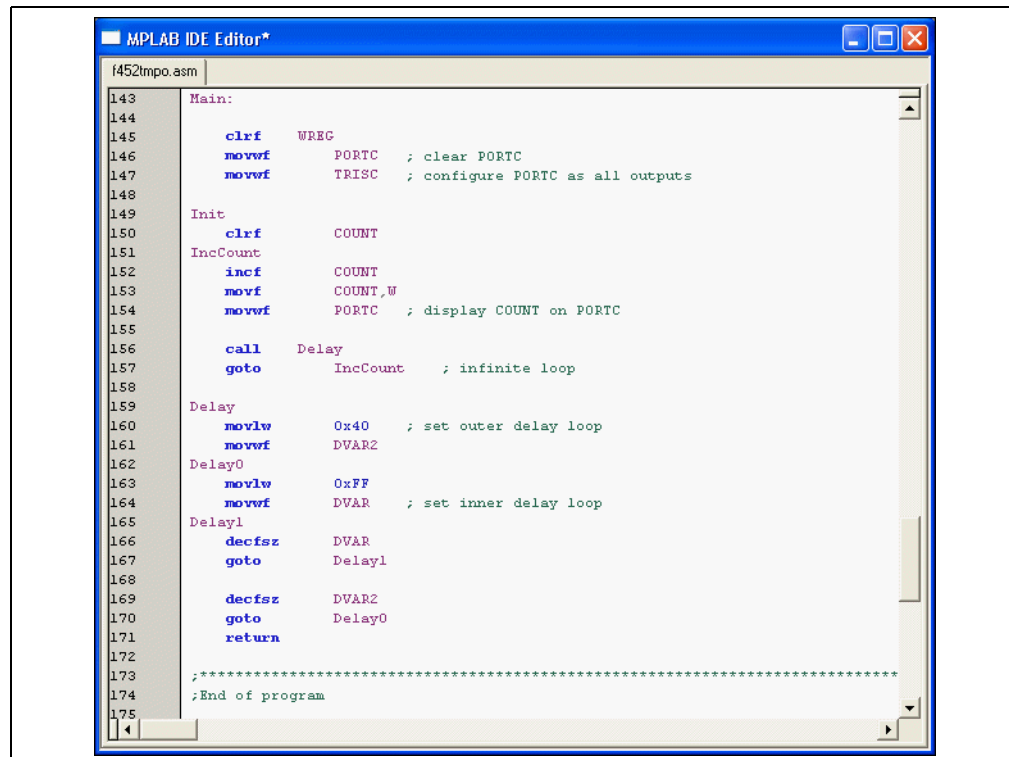 MPLAB IDE Editor*
f452tmpo.asm
143 Main:
144
145 clrf WREG
146 movwf PORTC ; clear PORTC
147 movwf TRISC ; configure PORTC as all outputs
148
149 Init
150 clrf COUNT
151 IncCount
152 incf COUNT
153 movf COUNT,W
154 movwf PORTC ; display COUNT on PORTC
155
156 call Delay
157 goto IncCount ; infinite loop
158
159 Delay
160 movlw 0x40 ; set outer delay loop
161 movwf DVAR2
162 Delay0
163 movlw 0xFF
164 movwf DVAR ; set inner delay loop
165 Delay1
166 decfsz DVAR
167 goto Delay1
168
169 decfsz DVAR2
170 goto Delay0
171 return
172
173 ;******************************************************************************
174 ;End of program
175